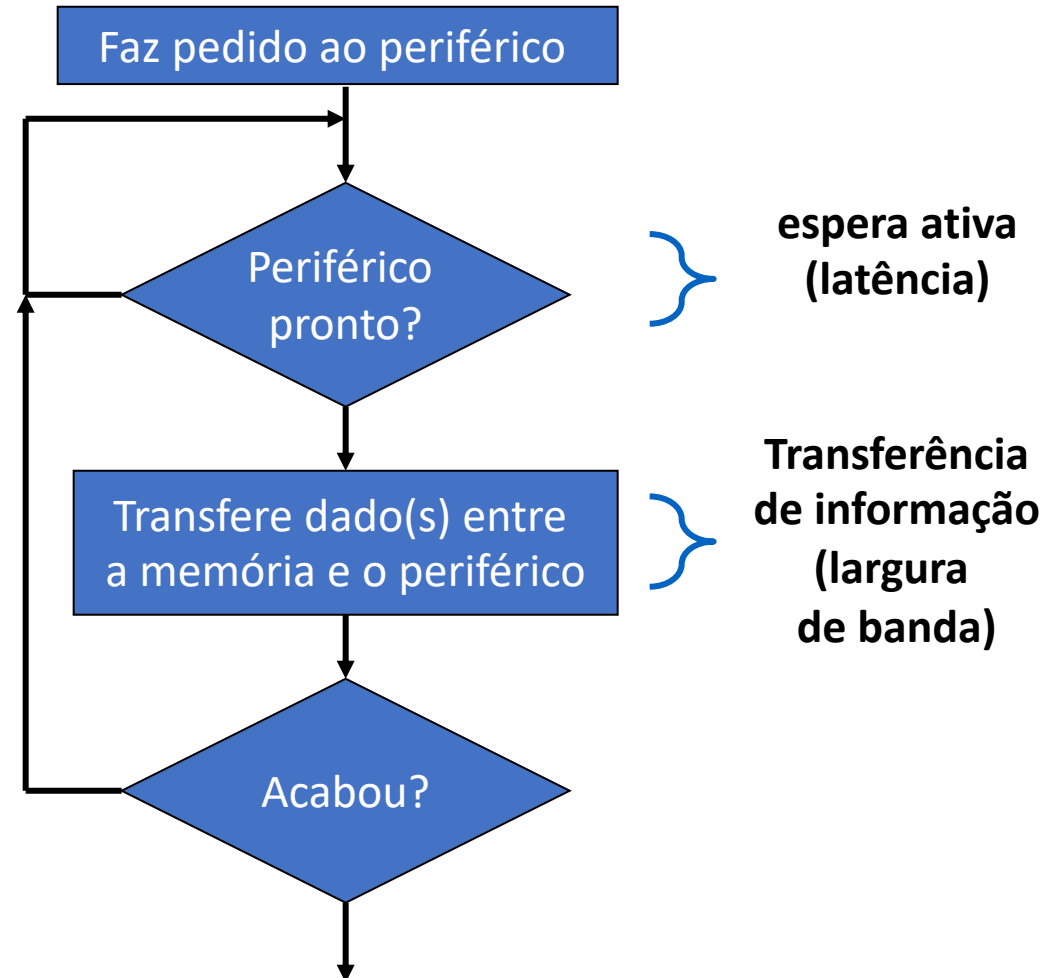 Faz pedido ao periférico
Periférico
pronto?
espera ativa
(latência)
Transfere dado(s) entre
a memória e o periférico
Transferência
de informação
(largura
de banda)
Acabou?